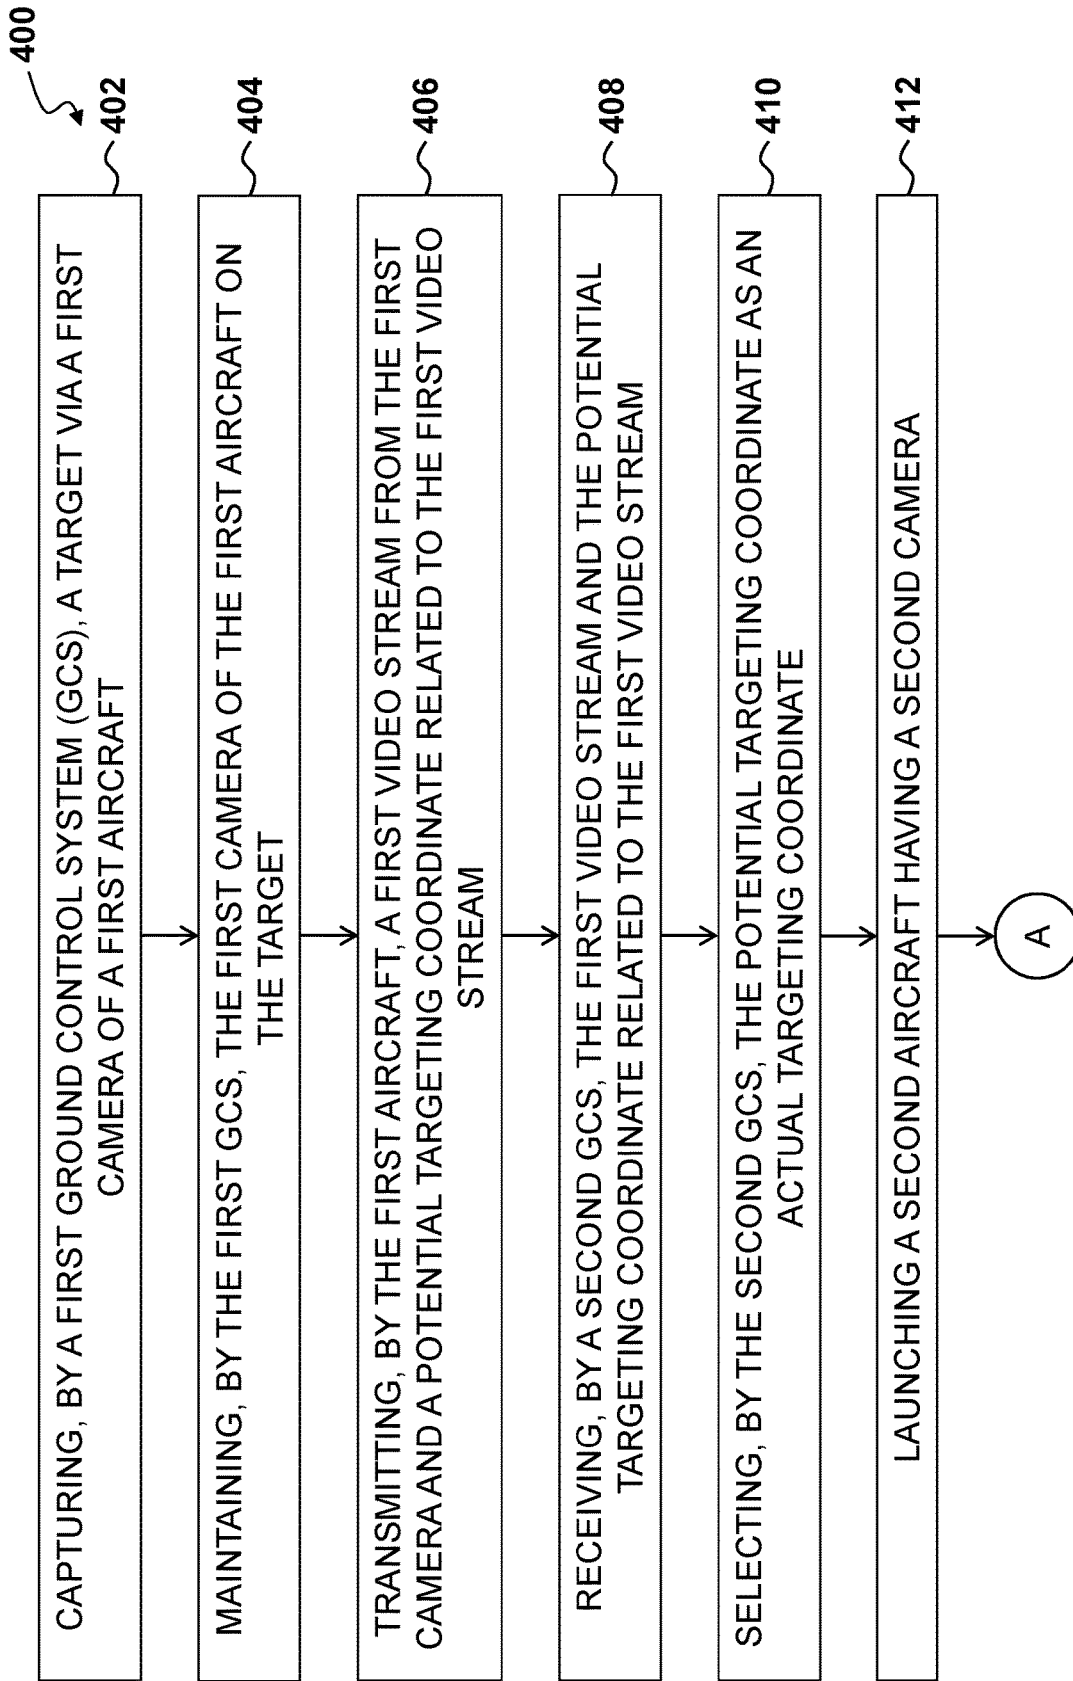 400
CAPTURING, BY A FIRST GROUND CONTROL SYSTEM (GCS), A TARGET VIA A FIRST
CAMERA OF A FIRST AIRCRAFT
402
MAINTAINING, BY THE FIRST GCS, THE FIRST CAMERA OF THE FIRST AIRCRAFT ON
THE TARGET
404
TRANSMITTING, BY THE FIRST AIRCRAFT, A FIRST VIDEO STREAM FROM THE FIRST
CAMERA AND A POTENTIAL TARGETING COORDINATE RELATED TO THE FIRST VIDEO
STREAM
406
RECEIVING, BY A SECOND GCS, THE FIRST VIDEO STREAM AND THE POTENTIAL
TARGETING COORDINATE RELATED TO THE FIRST VIDEO STREAM
408
SELECTING, BY THE SECOND GCS, THE POTENTIAL TARGETING COORDINATE AS AN
ACTUAL TARGETING COORDINATE
410
LAUNCHING A SECOND AIRCRAFT HAVING A SECOND CAMERA
412
A